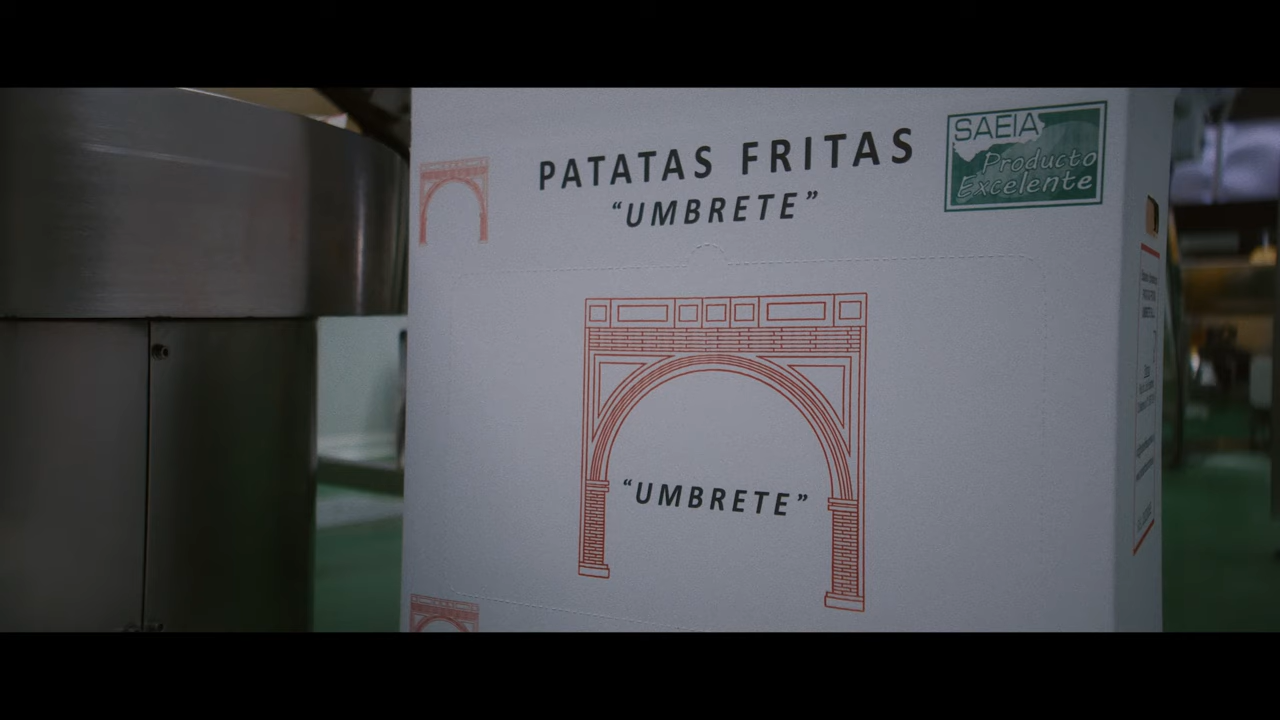 PATATAS FRITAS
“UMBRETE”
SAEIA
Producto
Excelente
“UMBRETE”